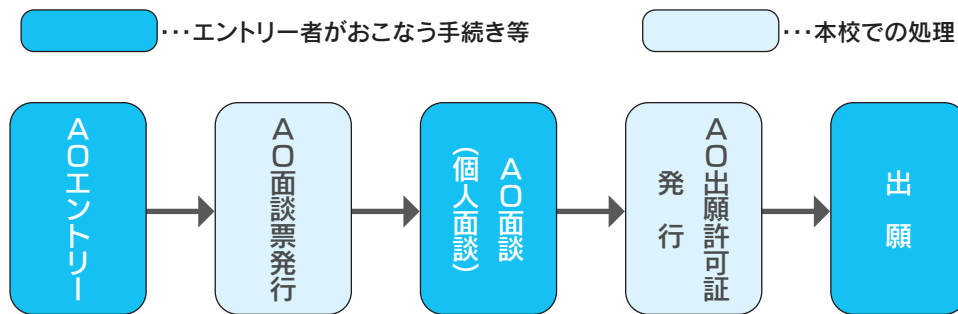 ･･･エントリー者がおこなう手続き等
･･･本校での処理
AOエントリー
AO面談票発行
AO面談
(個人面談)
AO出願許可証
発行
出願